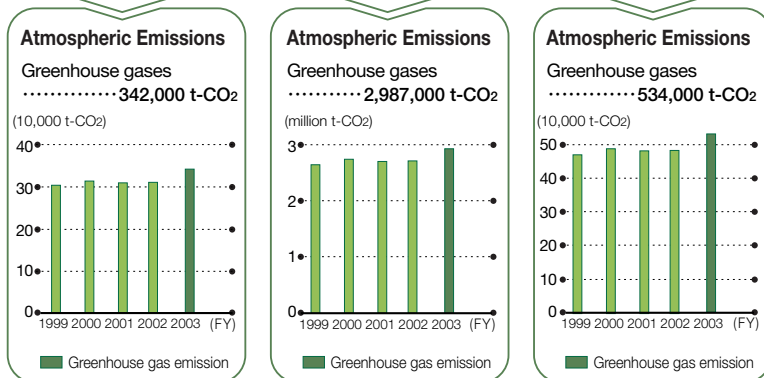 Atmospheric Emissions
Greenhouse gases
············· 342,000 t-CO2
(10,000 t-CO2)
40
30
20
10
0
1999 2000 2001 2002 2003 (FY)
Greenhouse gas emission
Atmospheric Emissions
Greenhouse gases
··········· 2,987,000 t-CO2
(million t-CO2)
3
2
1
0
1999 2000 2001 2002 2003 (FY)
Greenhouse gas emission
Atmospheric Emissions
Greenhouse gases
············· 534,000 t-CO2
(10,000 t-CO2)
50
40
30
20
10
0
1999 2000 2001 2002 2003 (FY)
Greenhouse gas emission